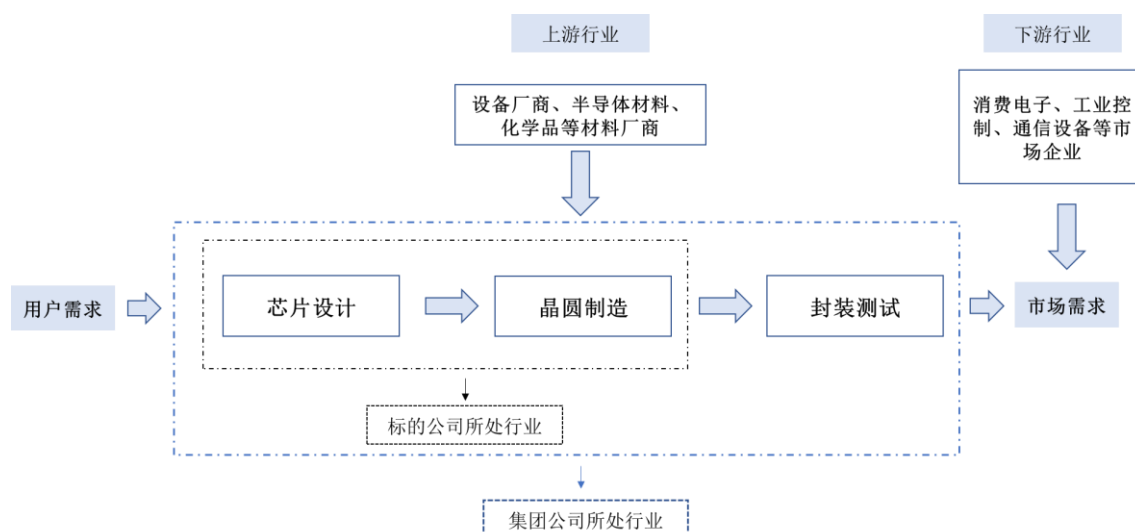 上游行业
下游行业
设备厂商、半导体材料、
化学品等材料厂商
消费电子、工业控
制、通信设备等市
场企业
用户需求
芯片设计
晶圆制造
封装测试
市场需求
标的公司所处行业
集团公司所处行业